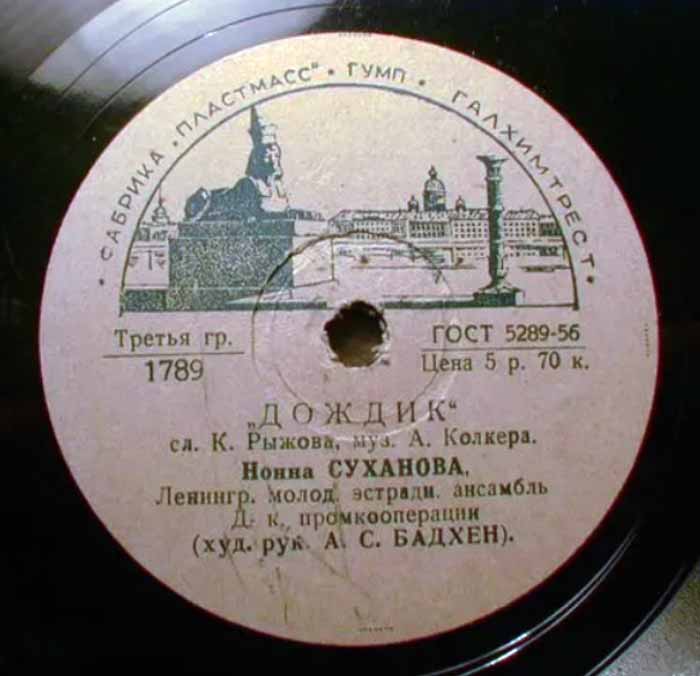 ФАБРИКА „ПЛАСТМАСС“ • ГУМП • ГАЛХИМТРЕСТ •
Третья гр.
1789
ГОСТ 5289-56
Цена 5 р. 70 к.
„ДОЖДИК“
сл. К. Рыжова, муз. А. Колкера.
Нонна СУХАНОВА,
Ленингр. молод. эстрадн. ансамбль
Д. к. промкооперации
(худ. рук. А. С. БАДХЕН).